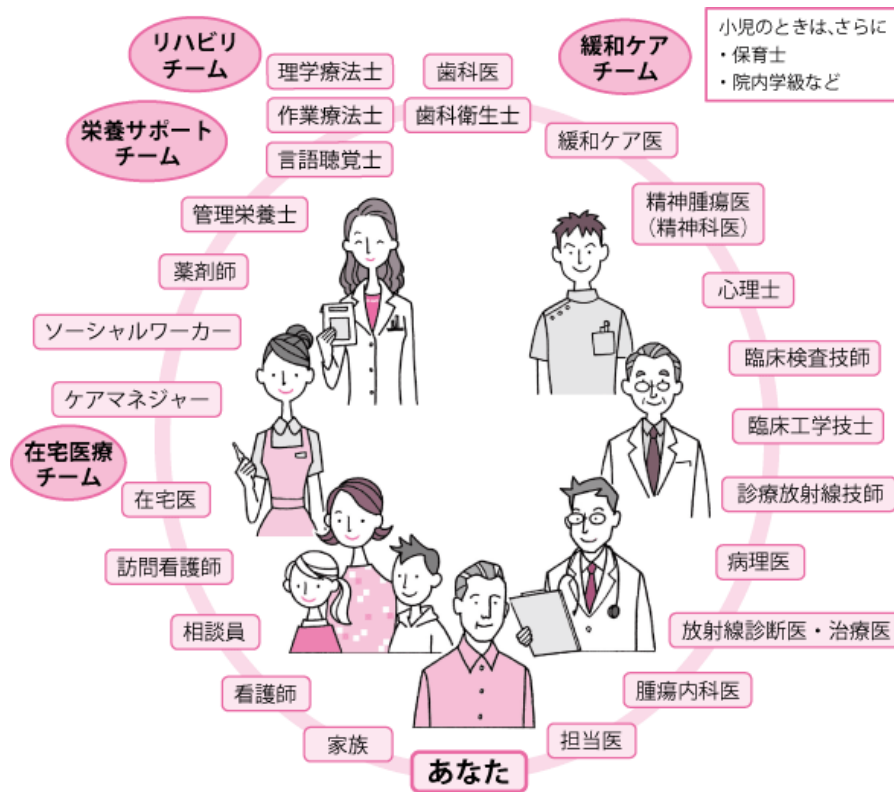 リハビリ
チーム
緩和ケア
チーム
小児のときは、さらに
・保育士
・院内学級など
理学療法士
歯科医
作業療法士
歯科衛生士
栄養サポート
チーム
言語聴覚士
緩和ケア医
管理栄養士
精神腫瘍医
（精神科医）
薬剤師
心理士
ソーシャルワーカー
臨床検査技師
ケアマネジャー
臨床工学技士
在宅医療
チーム
在宅医
診療放射線技師
訪問看護師
病理医
相談員
放射線診断医・治療医
看護師
腫瘍内科医
家族
担当医
あなた